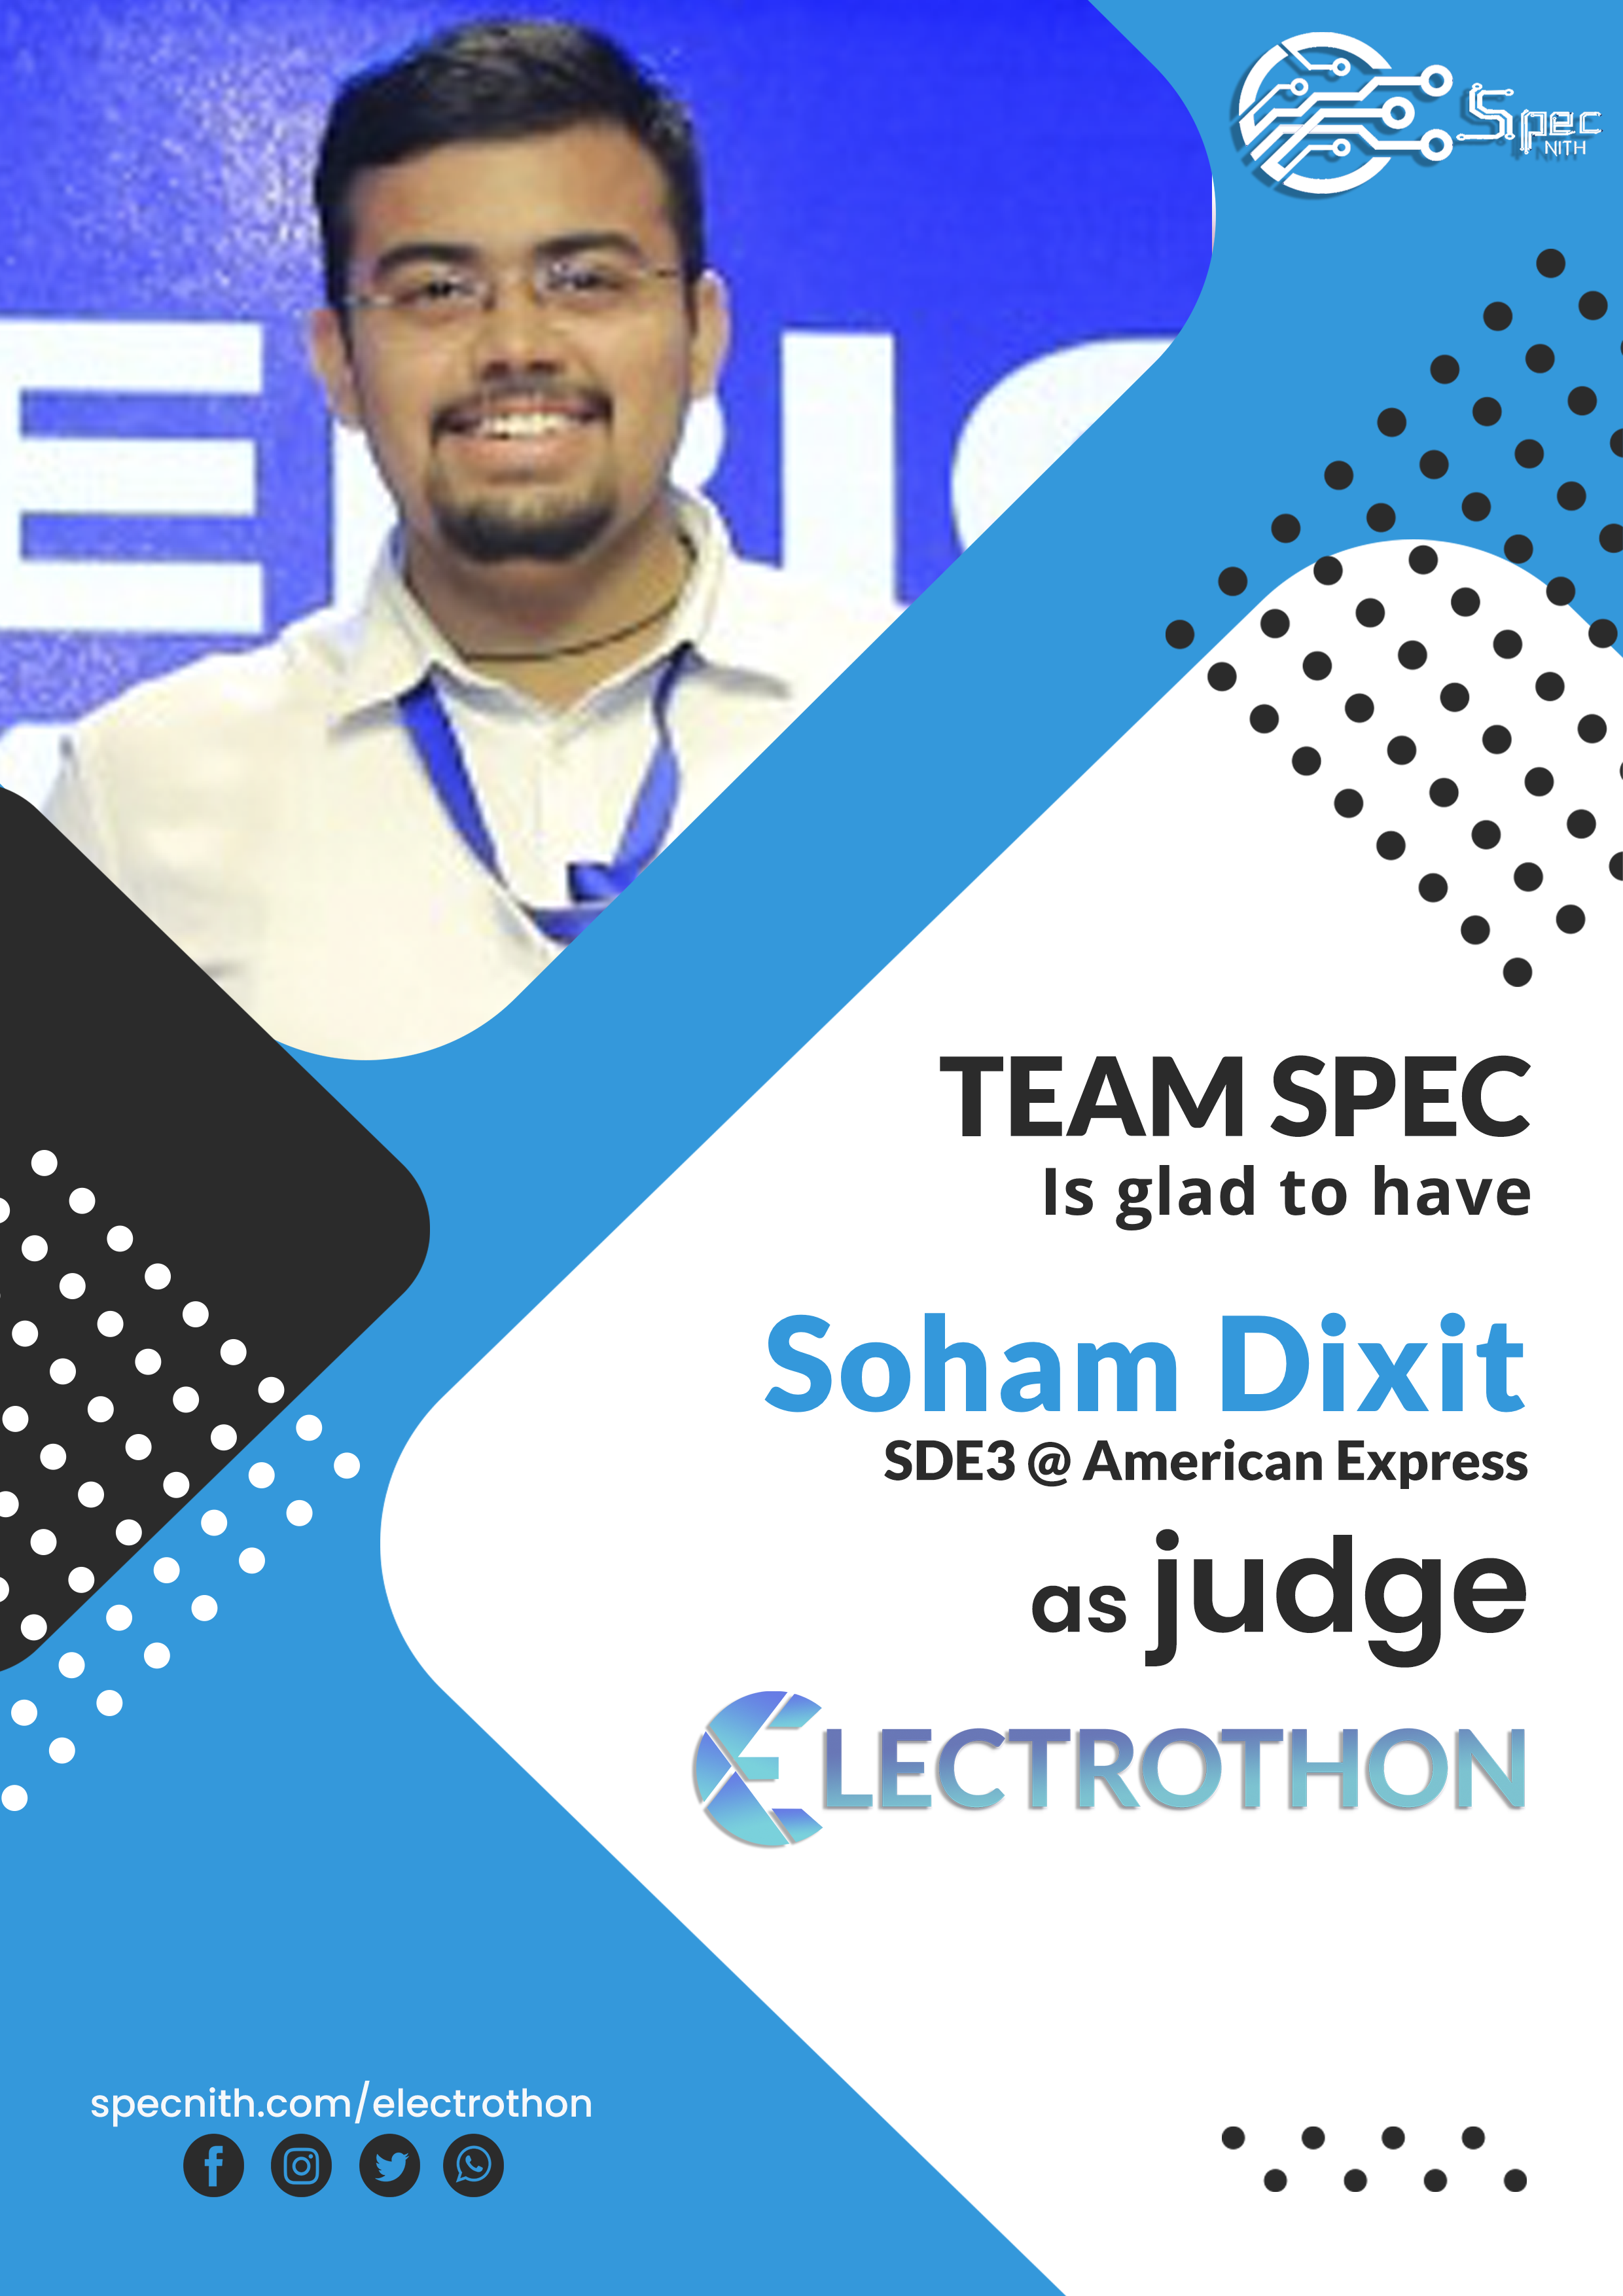 Spec
NITH
TEAM SPEC
Is glad to have
Soham Dixit
SDE3 @ American Express
as judge
ELECTROTHON
specnith.com/electrothon